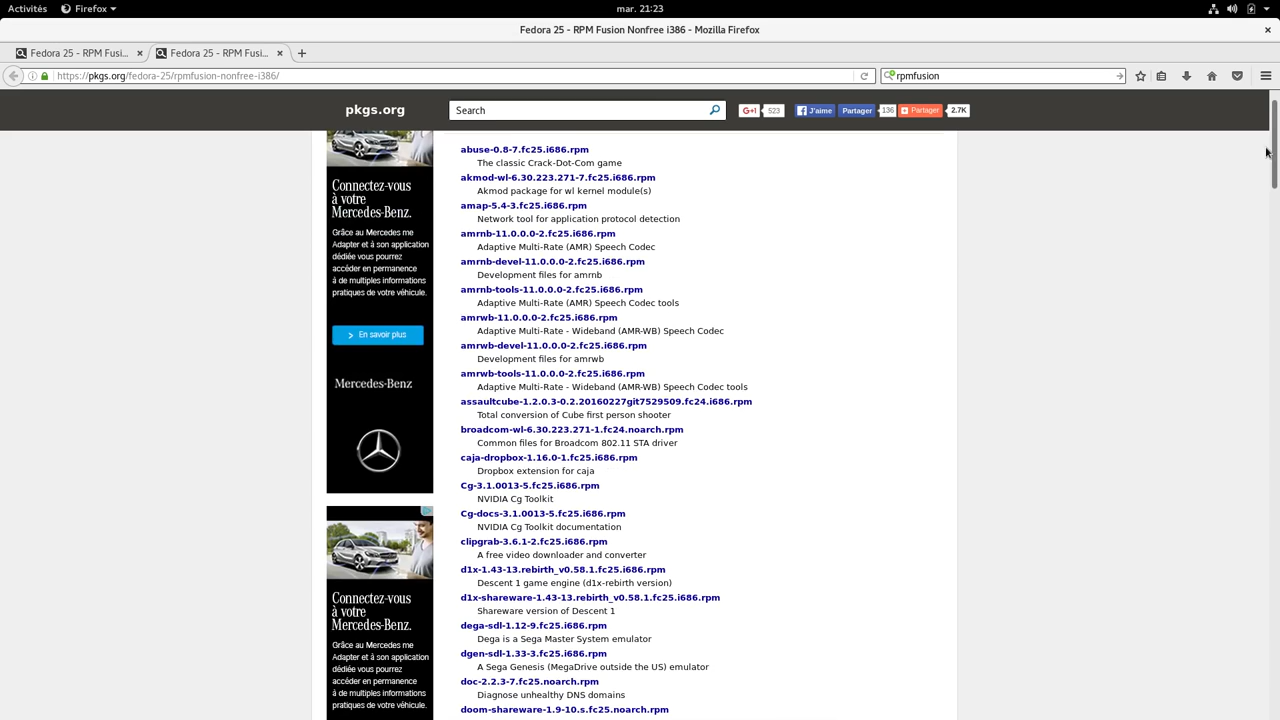 Activités
Firefox
mar. 21:23
Fedora 25 - RPM Fusion Nonfree i386 - Mozilla Firefox
Fedora 25 - RPM Fusi...
Fedora 25 - RPM Fusi...
https://pkgs.org/fedora-25/rpmfusion-nonfree-i386/
rpmfusion
pkgs.org
Search
G+1
523
J'aime
Partager
136
Partager
2.7K
Connectez-vous
à votre
Mercedes-Benz.
Grâce au Mercedes me
Adapter et à son application
dédiée vous pourrez
accéder en permanence
à de multiples informations
pratiques de votre véhicule.
En savoir plus
Mercedes-Benz
Connectez-vous
à votre
Mercedes-Benz.
Grâce au Mercedes me
Adapter et à son application
dédiée vous pourrez
accéder en permanence
à de multiples informations
pratiques de votre véhicule.
abuse-0.8-7.fc25.i686.rpm
The classic Crack-Dot-Com game
akmod-wl-6.30.223.271-7.fc25.i686.rpm
Akmod package for wl kernel module(s)
amap-5.4-3.fc25.i686.rpm
Network tool for application protocol detection
amrnb-11.0.0.0-2.fc25.i686.rpm
Adaptive Multi-Rate (AMR) Speech Codec
amrnb-devel-11.0.0.0-2.fc25.i686.rpm
Development files for amrnb
amrnb-tools-11.0.0.0-2.fc25.i686.rpm
Adaptive Multi-Rate (AMR) Speech Codec tools
amrwb-11.0.0.0-2.fc25.i686.rpm
Adaptive Multi-Rate - Wideband (AMR-WB) Speech Codec
amrwb-devel-11.0.0.0-2.fc25.i686.rpm
Development files for amrwb
amrwb-tools-11.0.0.0-2.fc25.i686.rpm
Adaptive Multi-Rate - Wideband (AMR-WB) Speech Codec tools
assaultcube-1.2.0.3-0.2.20160227git7529509.fc24.i686.rpm
Total conversion of Cube first person shooter
broadcom-wl-6.30.223.271-1.fc24.noarch.rpm
Common files for Broadcom 802.11 STA driver
caja-dropbox-1.16.0-1.fc25.i686.rpm
Dropbox extension for caja
Cg-3.1.0013-5.fc25.i686.rpm
NVIDIA Cg Toolkit
Cg-docs-3.1.0013-5.fc25.i686.rpm
NVIDIA Cg Toolkit documentation
clipgrab-3.6.1-2.fc25.i686.rpm
A free video downloader and converter
d1x-1.43-13.rebirth_v0.58.1.fc25.i686.rpm
Descent 1 game engine (d1x-rebirth version)
d1x-shareware-1.43-13.rebirth_v0.58.1.fc25.i686.rpm
Shareware version of Descent 1
dega-sdl-1.12-9.fc25.i686.rpm
Dega is a Sega Master System emulator
dgen-sdl-1.33-3.fc25.i686.rpm
A Sega Genesis (MegaDrive outside the US) emulator
doc-2.2.3-7.fc25.noarch.rpm
Diagnose unhealthy DNS domains
doom-shareware-1.9-10.s.fc25.noarch.rpm